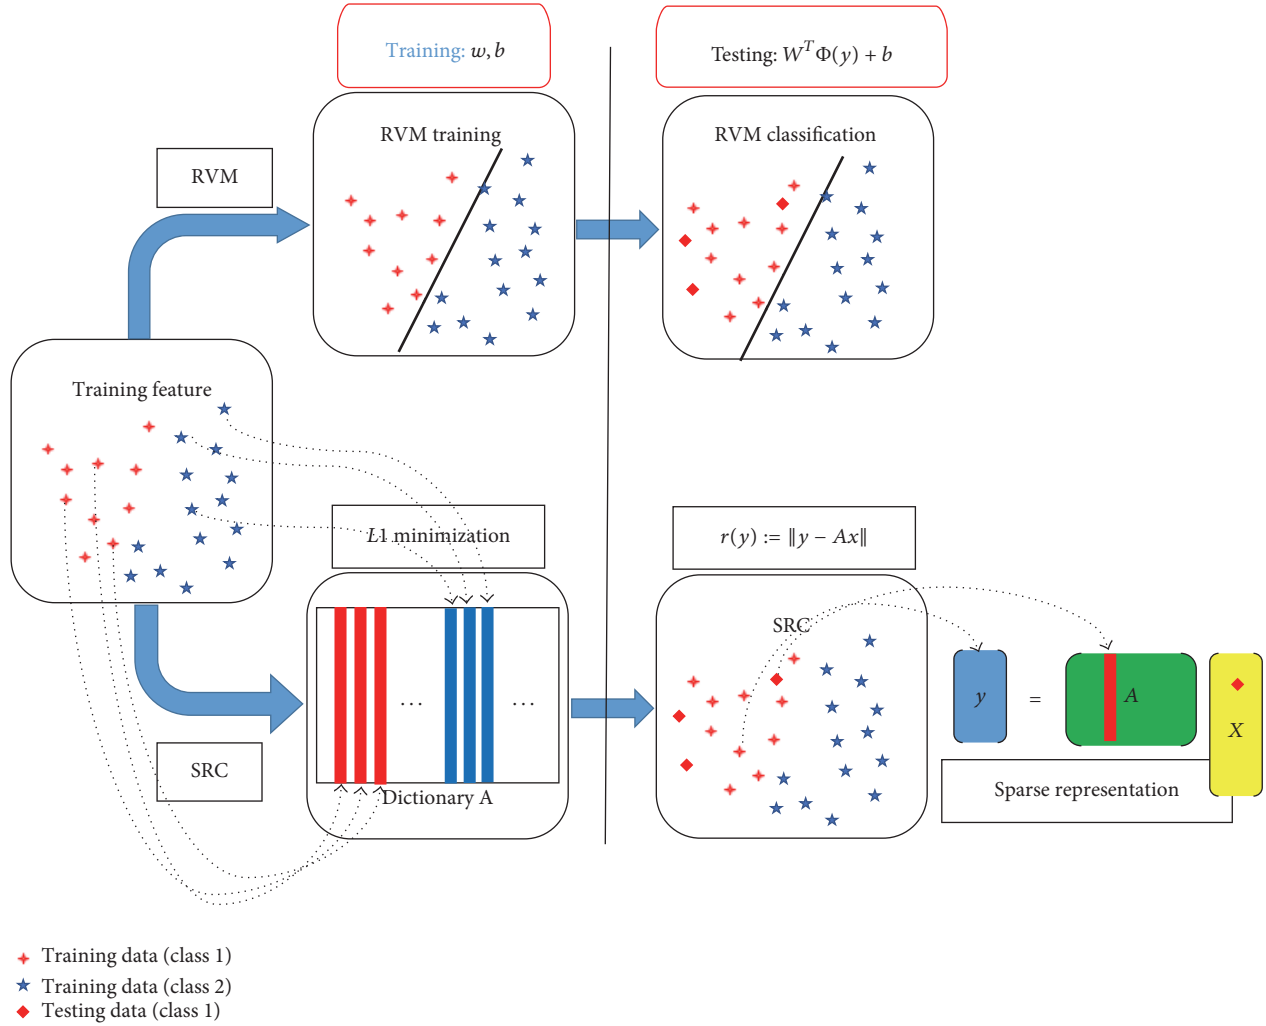 Training: w, b
Testing: W^T Φ(y) + b
RVM
RVM training
RVM classification
Training feature
L1 minimization
r(y) := ‖y − Ax‖
SRC
y
=
A
X
...
...
Dictionary A
SRC
Sparse representation
Training data (class 1)
Training data (class 2)
Testing data (class 1)